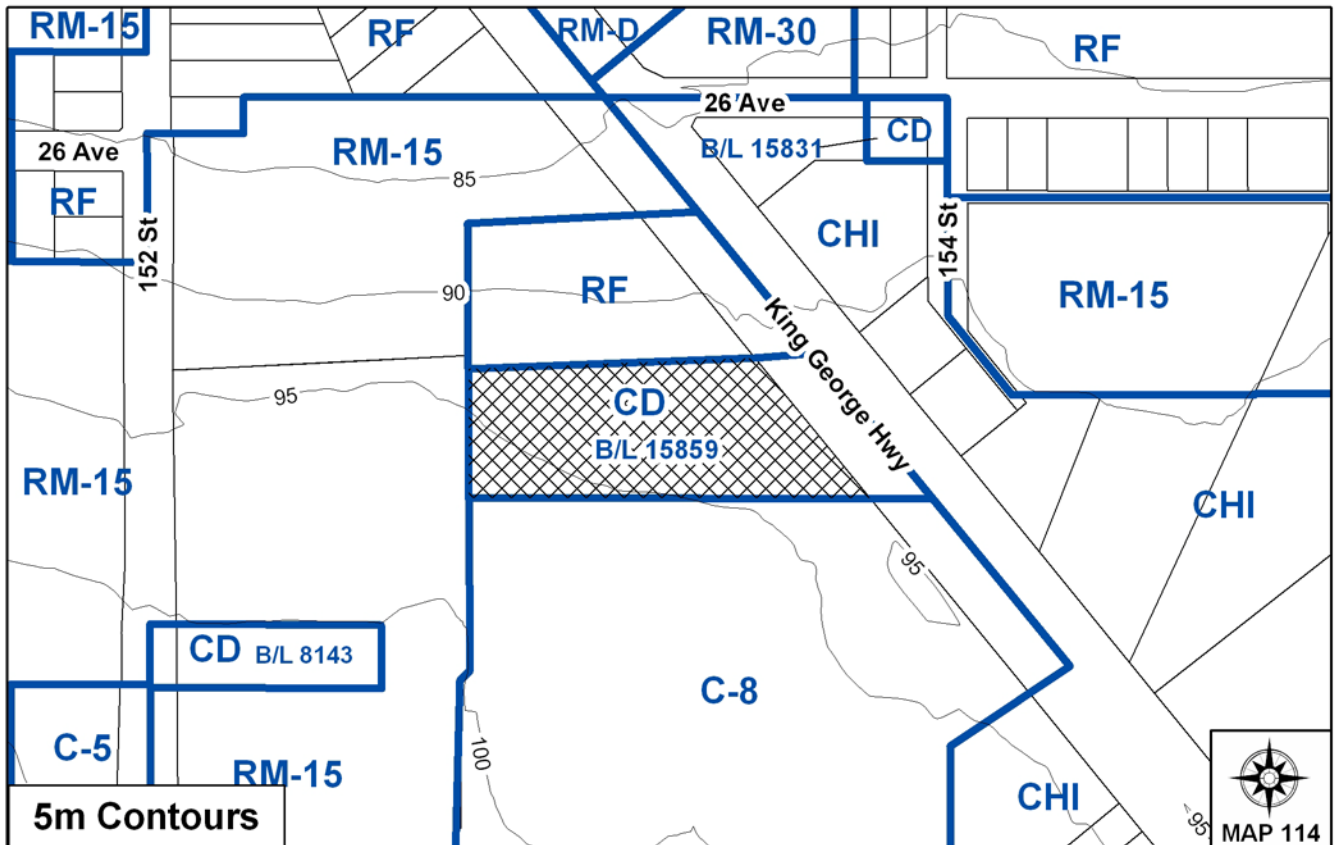 RM-15
RF
RM-D
RM-30
RF
26 Ave
CD
B/L 15831
26 Ave
RM-15
85
RF
152 St
CHI
154 St
90
RF
RM-15
King George Hwy
95
CD
B/L 15859
RM-15
CHI
95
CD B/L 8143
C-8
C-5
100
RM-15
CHI
95
5m Contours
MAP 114